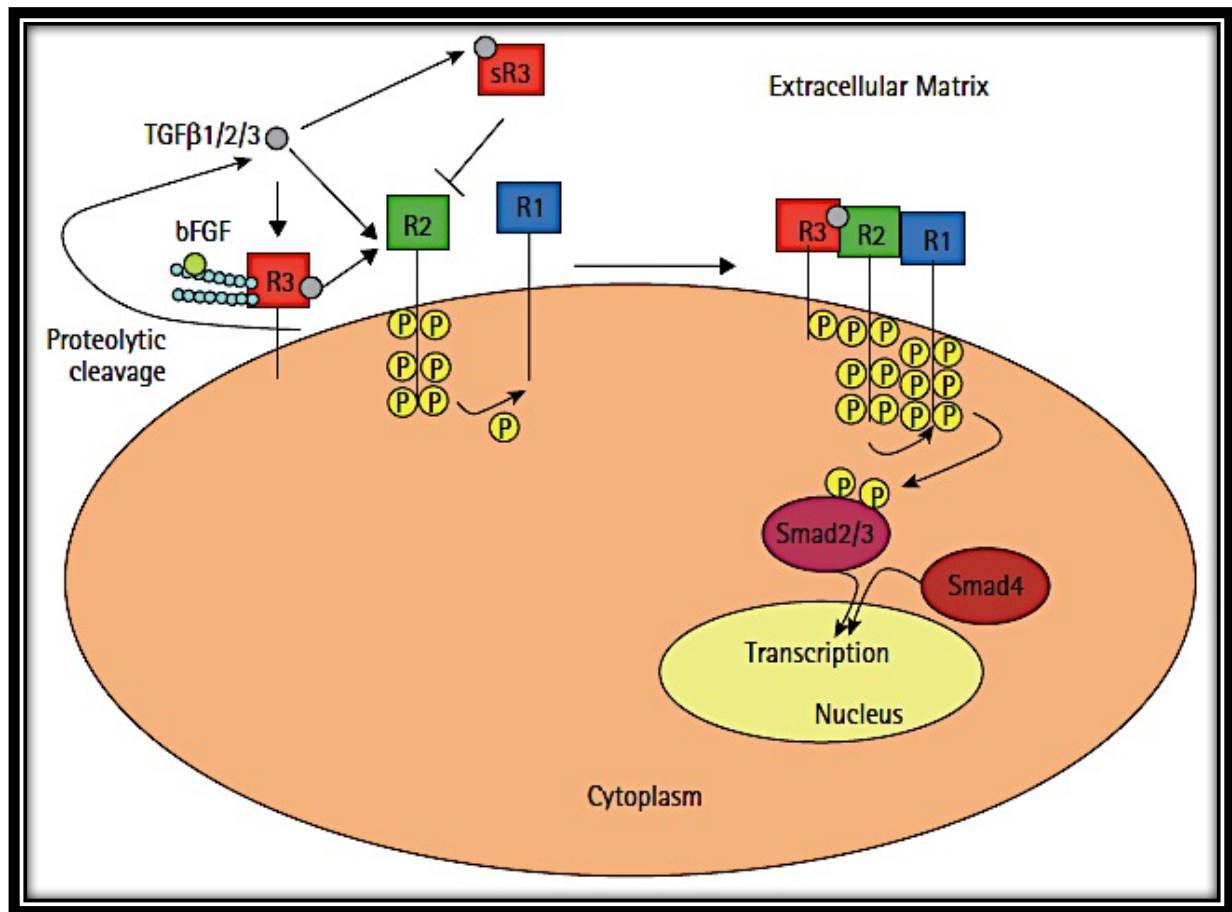 sR3
Extracellular Matrix
TGFβ1/2/3
R1
R2
R3
R2
R1
bFGF
R3
P P
P P P
P P
Proteolytic
cleavage
P P
P P
P P
P P
P P
P P
P P
P
P P
Smad2/3
Smad4
Transcription
Nucleus
Cytoplasm